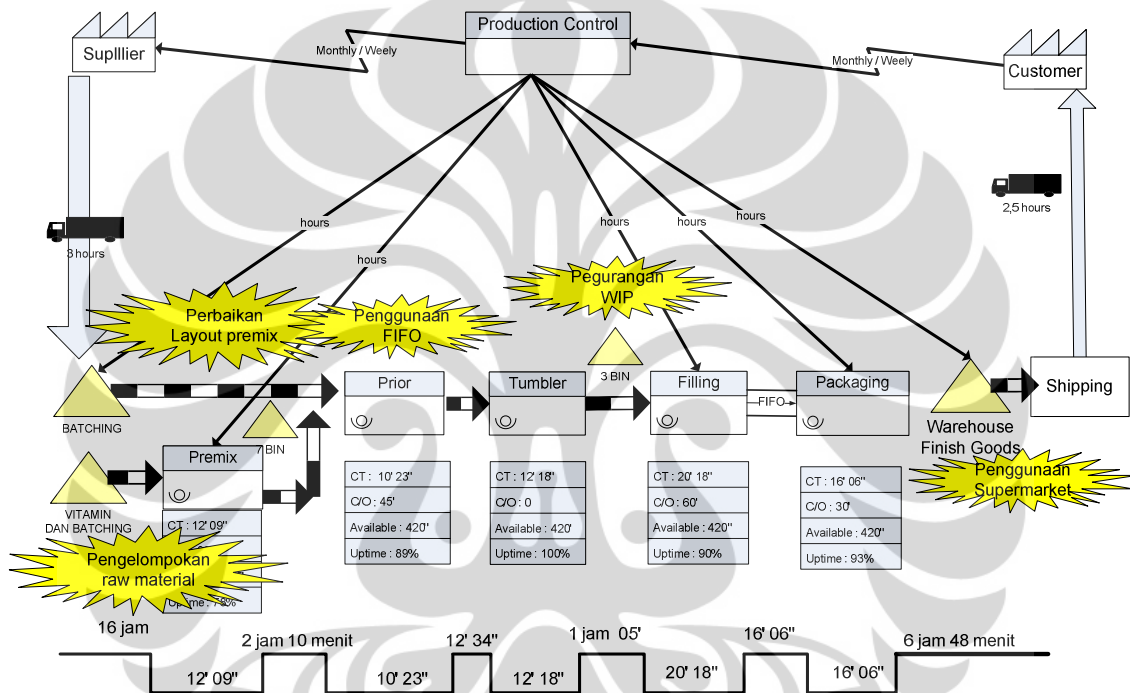 Production Control
Suplllier
Monthly / Weely
Monthly / Weely
Customer
3 hours
2,5 hours
hours
hours
hours
hours
hours
Perbaikan
Layout premix
Penggunaan
FIFO
Pegurangan
WIP
3 BIN
BATCHING
7 BIN
Prior
Tumbler
Filling
FIFO
Packaging
Shipping
Warehouse
Finish Goods
Penggunaan
Supermarket
Premix
VITAMIN
DAN BATCHING
CT : 12' 09"
Pengelompokan
raw material
Uptime : 79%
CT : 10' 23"
C/O : 45'
Available : 420"
Uptime : 89%
CT : 12' 18"
C/O : 0
Available : 420'
Uptime : 100%
CT : 20' 18"
C/O : 60'
Available : 420"
Uptime : 90%
CT : 16' 06"
C/O : 30'
Available : 420"
Uptime : 93%
16 jam
2 jam 10 menit
12' 34"
1 jam 05'
16' 06"
6 jam 48 menit
12' 09"
10' 23"
12' 18"
20' 18"
16' 06"